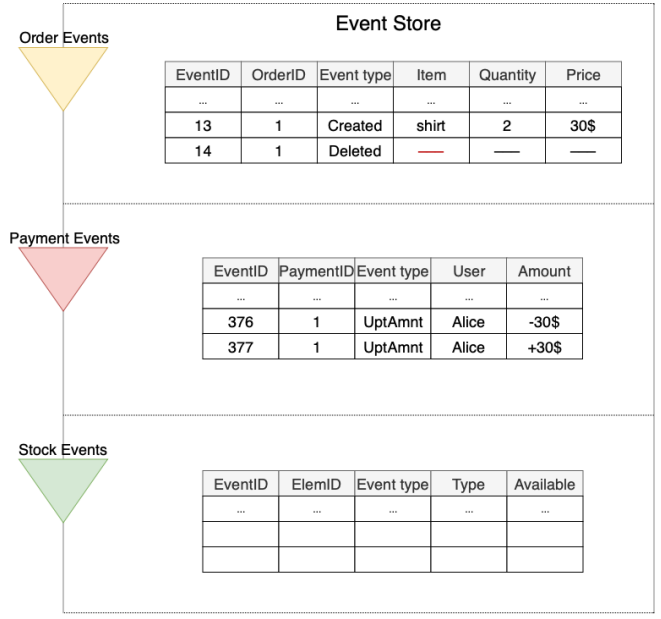 Event Store
Order Events
EventID OrderID Event type Item Quantity Price
... ... ... ... ... ...
13 1 Created shirt 2 30$
14 1 Deleted — — —
Payment Events
EventID PaymentID Event type User Amount
... ... ... ... ...
376 1 UptAmnt Alice -30$
377 1 UptAmnt Alice +30$
Stock Events
EventID ElemID Event type Type Available
... ... ... ... ...